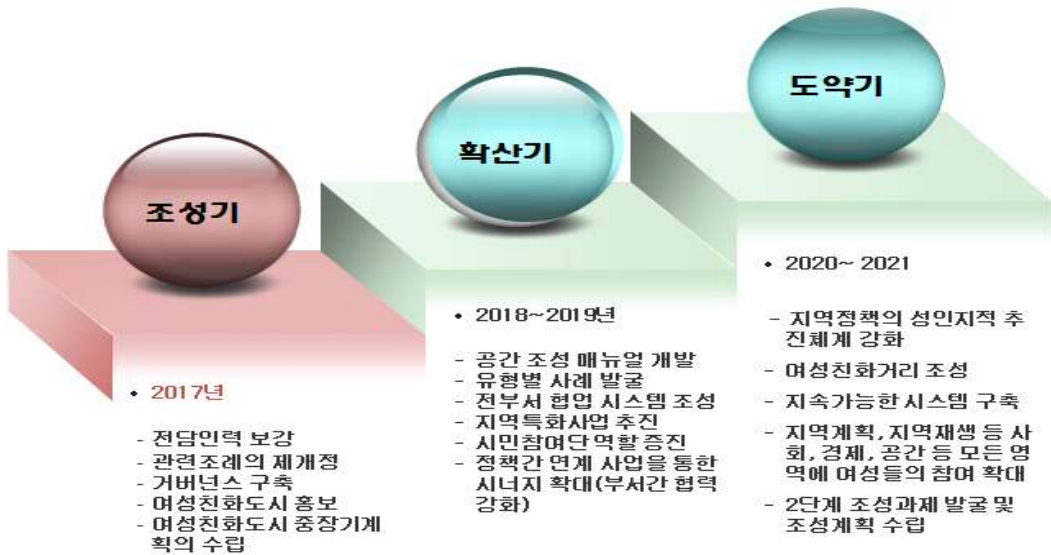 조성기
• 2017년
- 전담인력 보강
- 관련조례의 제개정
- 거버넌스 구축
- 여성친화도시 홍보
- 여성친화도시 중장기계
획의 수립
확산기
• 2018~2019년
- 공간 조성 매뉴얼 개발
- 유형별 사례 발굴
- 전부서 협업 시스템 조성
- 지역특화사업 추진
- 시민참여단 역할 증진
- 정책간 연계 사업을 통한
시너지 확대(부서간 협력
강화)
도약기
• 2020~ 2021
- 지역정책의 성인지적 추
진체계 강화
- 여성친화거리 조성
- 지속가능한 시스템 구축
- 지역계획, 지역재생 등 사
회, 경제, 공간 등 모든 영
역에 여성들의 참여 확대
- 2단계 조성과제 발굴 및
조성계획 수립